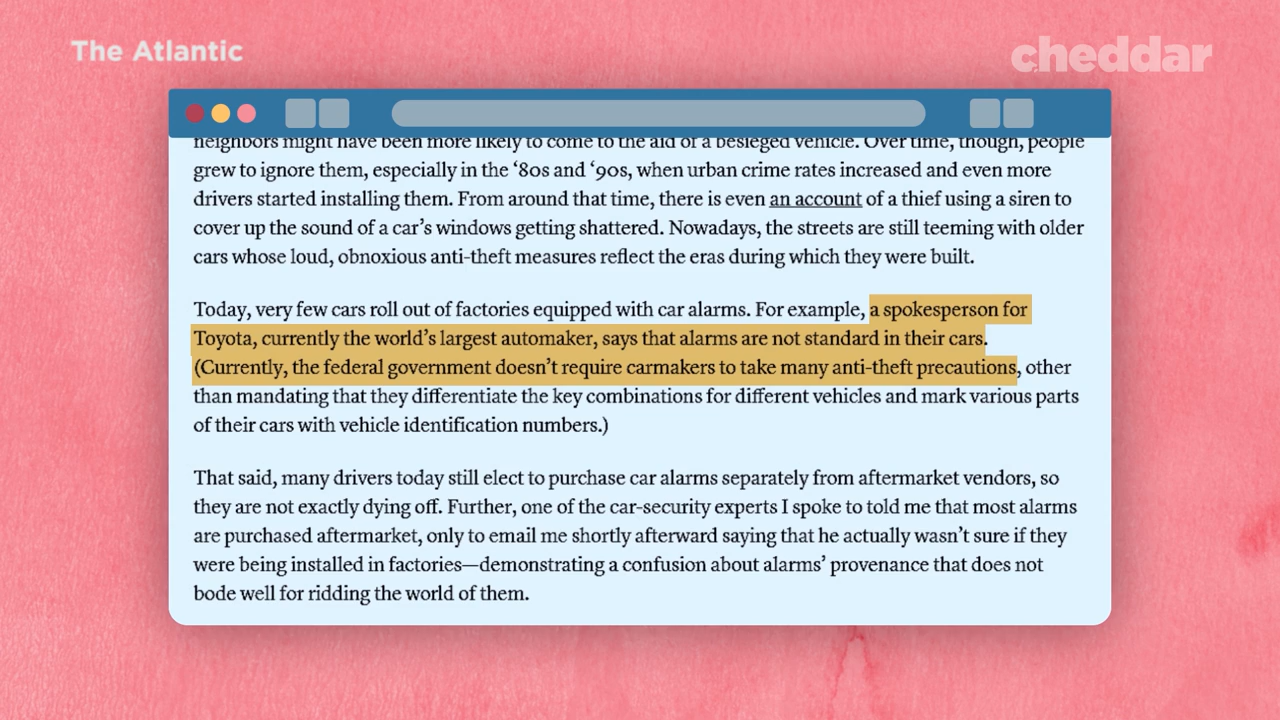 The Atlantic
cheddar
neighbors might have been more likely to come to the aid of a besieged vehicle. Over time, though, people
grew to ignore them, especially in the ‘80s and ‘90s, when urban crime rates increased and even more
drivers started installing them. From around that time, there is even an account of a thief using a siren to
cover up the sound of a car’s windows getting shattered. Nowadays, the streets are still teeming with older
cars whose loud, obnoxious anti-theft measures reflect the eras during which they were built.
Today, very few cars roll out of factories equipped with car alarms. For example, a spokesperson for
Toyota, currently the world’s largest automaker, says that alarms are not standard in their cars.
(Currently, the federal government doesn’t require carmakers to take many anti-theft precautions, other
than mandating that they differentiate the key combinations for different vehicles and mark various parts
of their cars with vehicle identification numbers.)
That said, many drivers today still elect to purchase car alarms separately from aftermarket vendors, so
they are not exactly dying off. Further, one of the car-security experts I spoke to told me that most alarms
are purchased aftermarket, only to email me shortly afterward saying that he actually wasn’t sure if they
were being installed in factories—demonstrating a confusion about alarms’ provenance that does not
bode well for ridding the world of them.